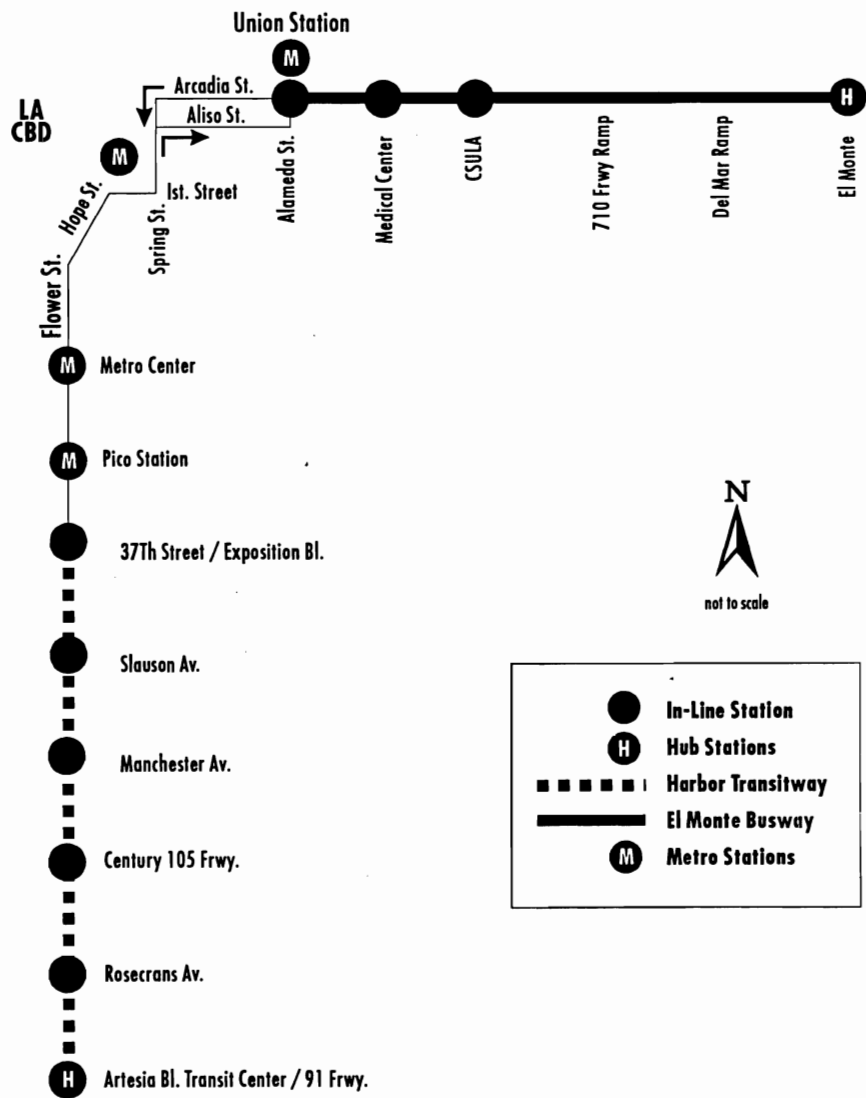 Union Station
M
Arcadia St.
LA
CBD
Aliso St.
H
M
Hope St.
1st. Street
Spring St.
Alameda St.
Medical Center
CSULA
710 Frwy Ramp
Del Mar Ramp
El Monte
Flower St.
M Metro Center
M Pico Station
37Th Street / Exposition Bl.
N
not to scale
Slauson Av.
Manchester Av.
Century 105 Frwy.
Rosecrans Av.
H Artesia Bl. Transit Center / 91 Frwy.
In-Line Station
H Hub Stations
Harbor Transitway
El Monte Busway
M Metro Stations